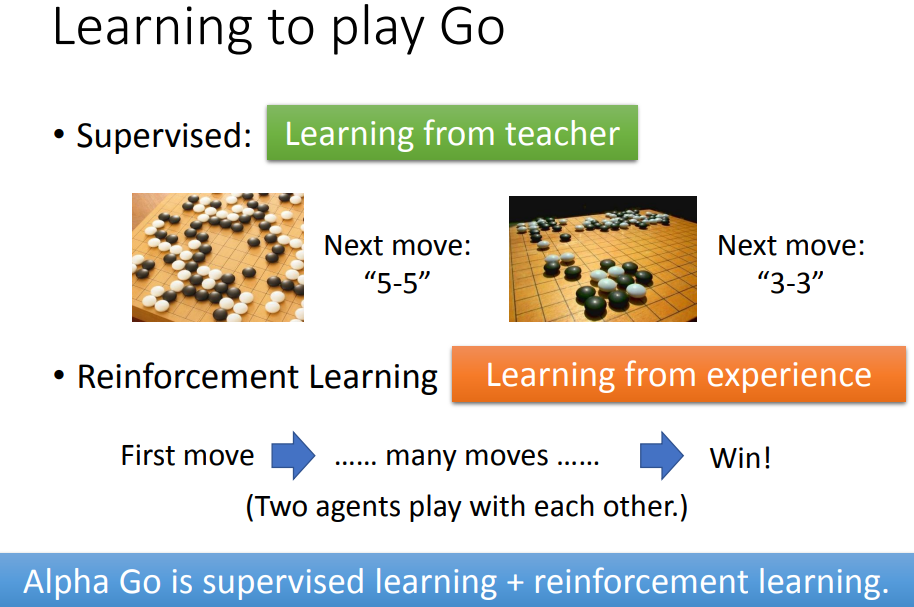 Learning to play Go
• Supervised: Learning from teacher
Next move:
“5-5”
Next move:
“3-3”
• Reinforcement Learning Learning from experience
First move …… many moves …… Win!
(Two agents play with each other.)
Alpha Go is supervised learning + reinforcement learning.